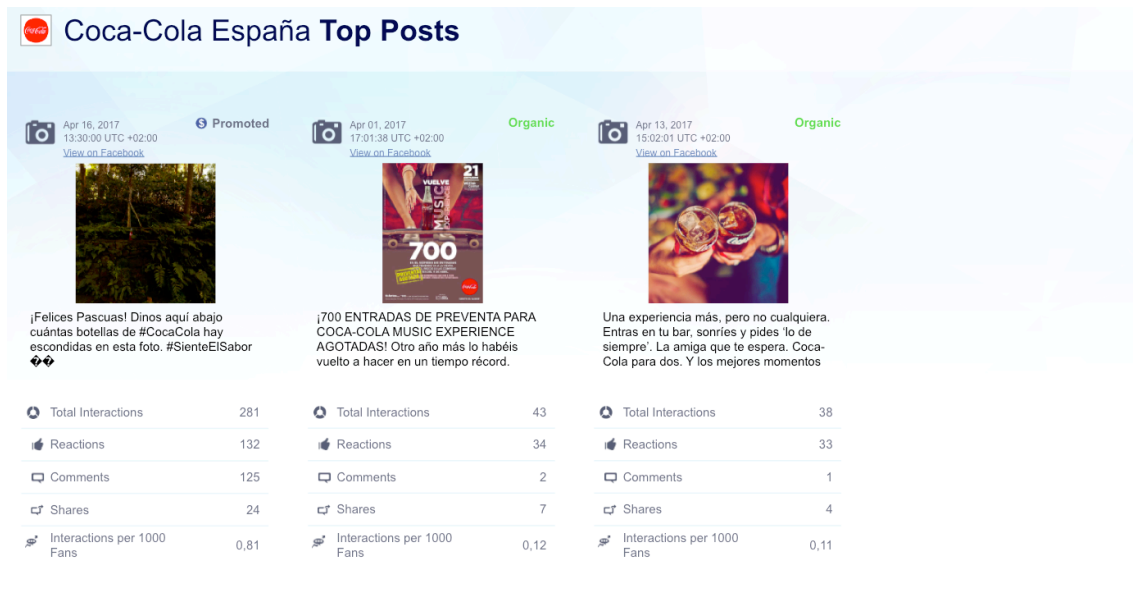 Coca-Cola España Top Posts
Apr 16, 2017
13:30:00 UTC +02:00
Promoted
View on Facebook
¡Felices Pascuas! Dinos aquí abajo
cuántas botellas de #CocaCola hay
escondidas en esta foto. #SienteElSabor
��
Total Interactions 281
Reactions 132
Comments 125
Shares 24
Interactions per 1000
Fans
0,81
Apr 01, 2017
17:01:38 UTC +02:00
Organic
View on Facebook
21
VUELVE
MUSIC
700
¡700 ENTRADAS DE PREVENTA PARA
COCA-COLA MUSIC EXPERIENCE
AGOTADAS! Otro año más lo habéis
vuelto a hacer en un tiempo récord.
Total Interactions 43
Reactions 34
Comments 2
Shares 7
Interactions per 1000
Fans
0,12
Apr 13, 2017
15:02:01 UTC +02:00
Organic
View on Facebook
Una experiencia más, pero no cualquiera.
Entras en tu bar, sonríes y pides ‘lo de
siempre’. La amiga que te espera. Coca-
Cola para dos. Y los mejores momentos
Total Interactions 38
Reactions 33
Comments 1
Shares 4
Interactions per 1000
Fans
0,11